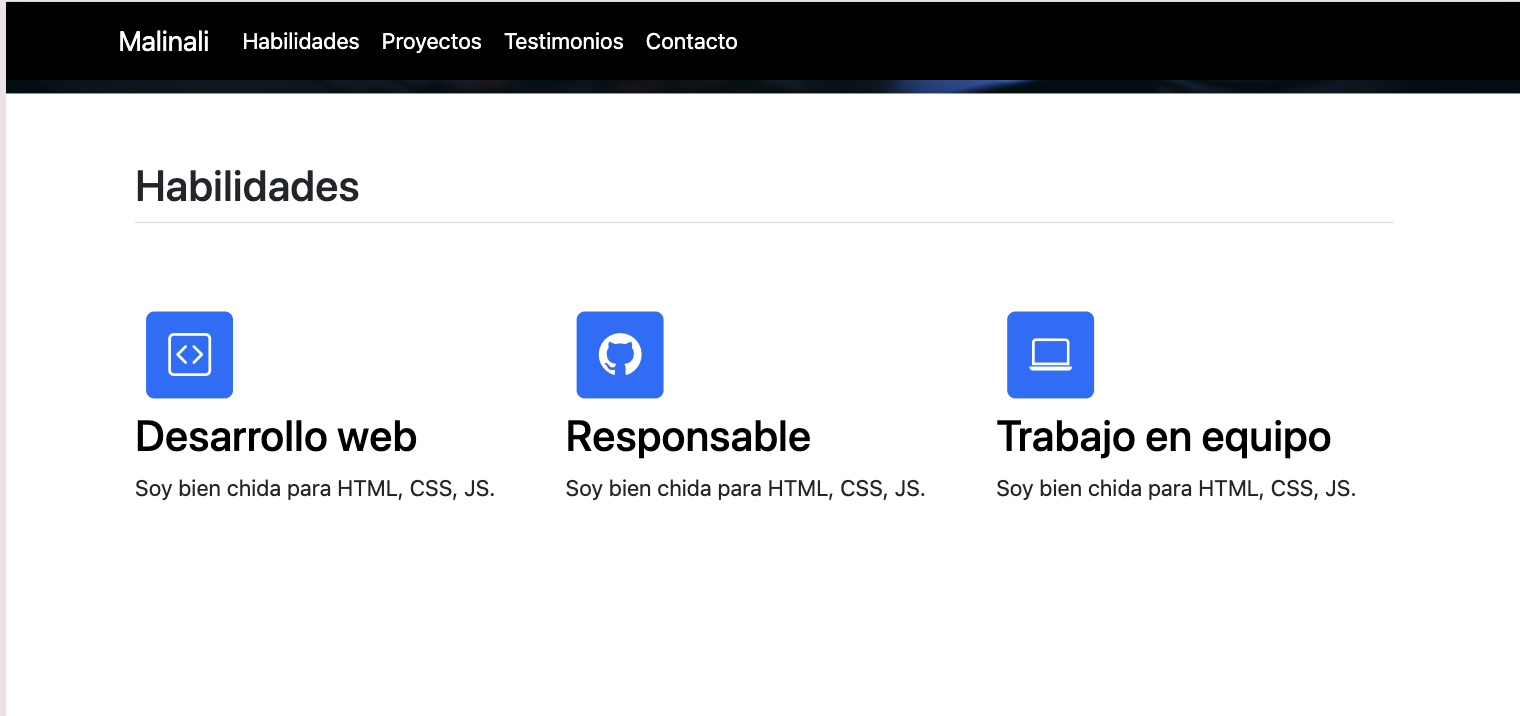 Malinali Habilidades Proyectos Testimonios Contacto
Habilidades
Desarrollo web
Soy bien chida para HTML, CSS, JS.
Responsable
Soy bien chida para HTML, CSS, JS.
Trabajo en equipo
Soy bien chida para HTML, CSS, JS.